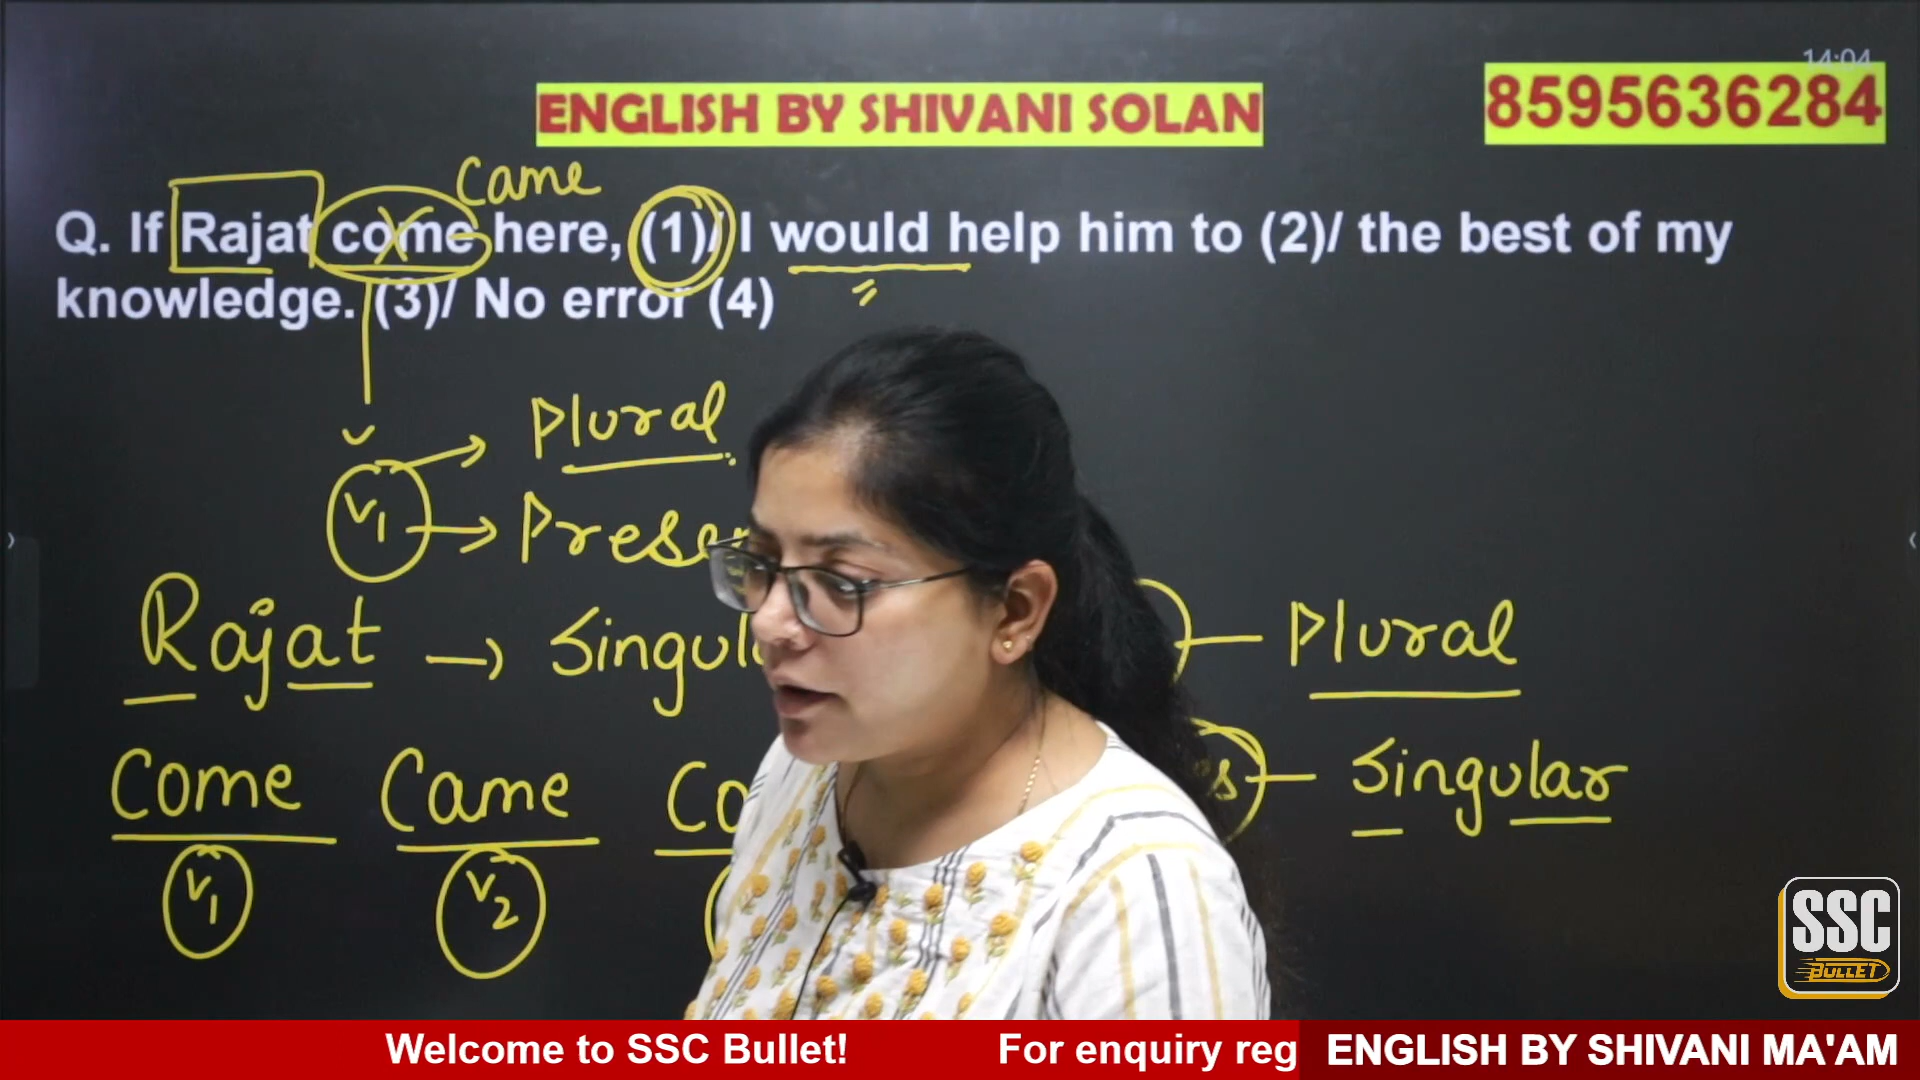 14:04
ENGLISH BY SHIVANI SOLAN
8595636284
Came
Q. If Rajat come here, (1)/ I would help him to (2)/ the best of my
knowledge. (3)/ No error (4)
Plural
V1
Rajat → Plural
Come Came Singular
V1 V2
SSC
BULLET
Welcome to SSC Bullet! For enquiry reg ENGLISH BY SHIVANI MA'AM